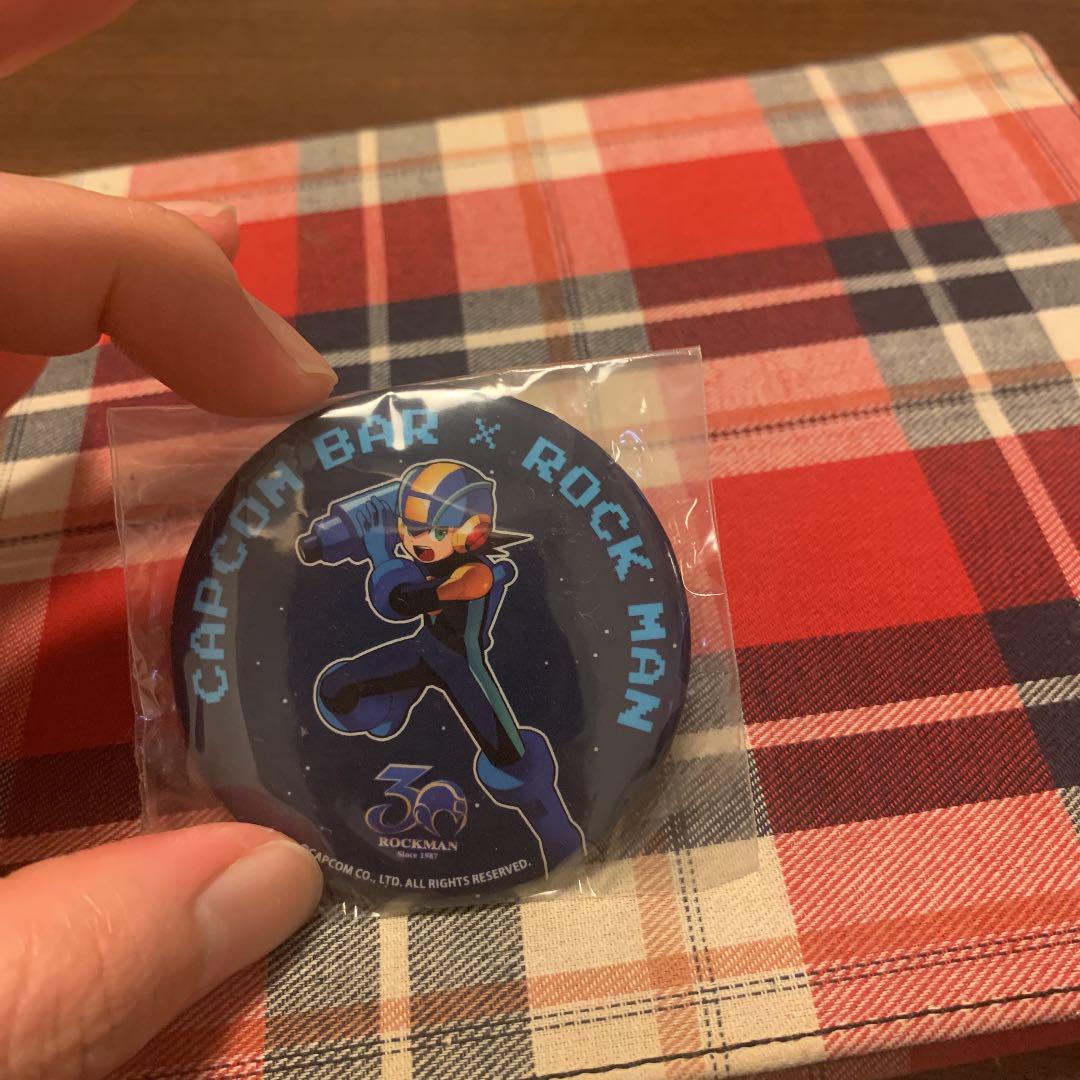 CAPCOM BAR × ROCK MAN
30
ROCKMAN
Since 1987
©CAPCOM CO., LTD. ALL RIGHTS RESERVED.